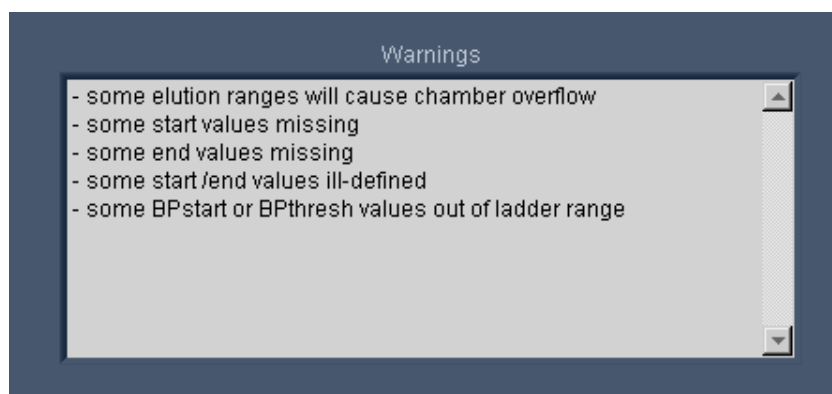 Warnings
- some elution ranges will cause chamber overflow
- some start values missing
- some end values missing
- some start /end values ill-defined
- some BPstart or BPthresh values out of ladder range